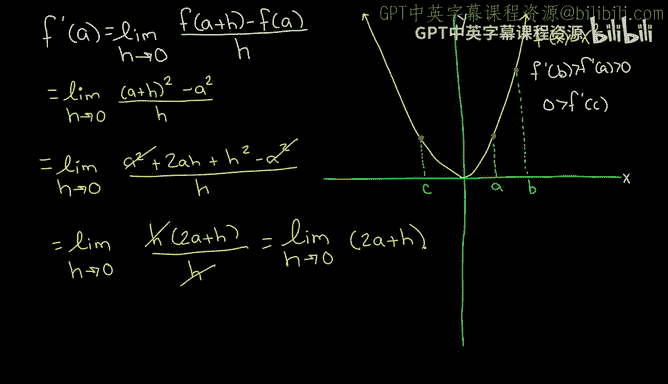 GPT中英字幕课程资源@bilibili.com
GPT中英字幕课程资源 bilibili
f'(a) = lim h→0 f(a+h)-f(a) / h
= lim h→0 (a+h)² - a² / h
= lim h→0 a² + 2ah + h² - a² / h
= lim h→0 h(2a+h) / h = lim h→0 (2a+h)
y
f'(b)>f'(a)>0
0>f'(c)
c a b x